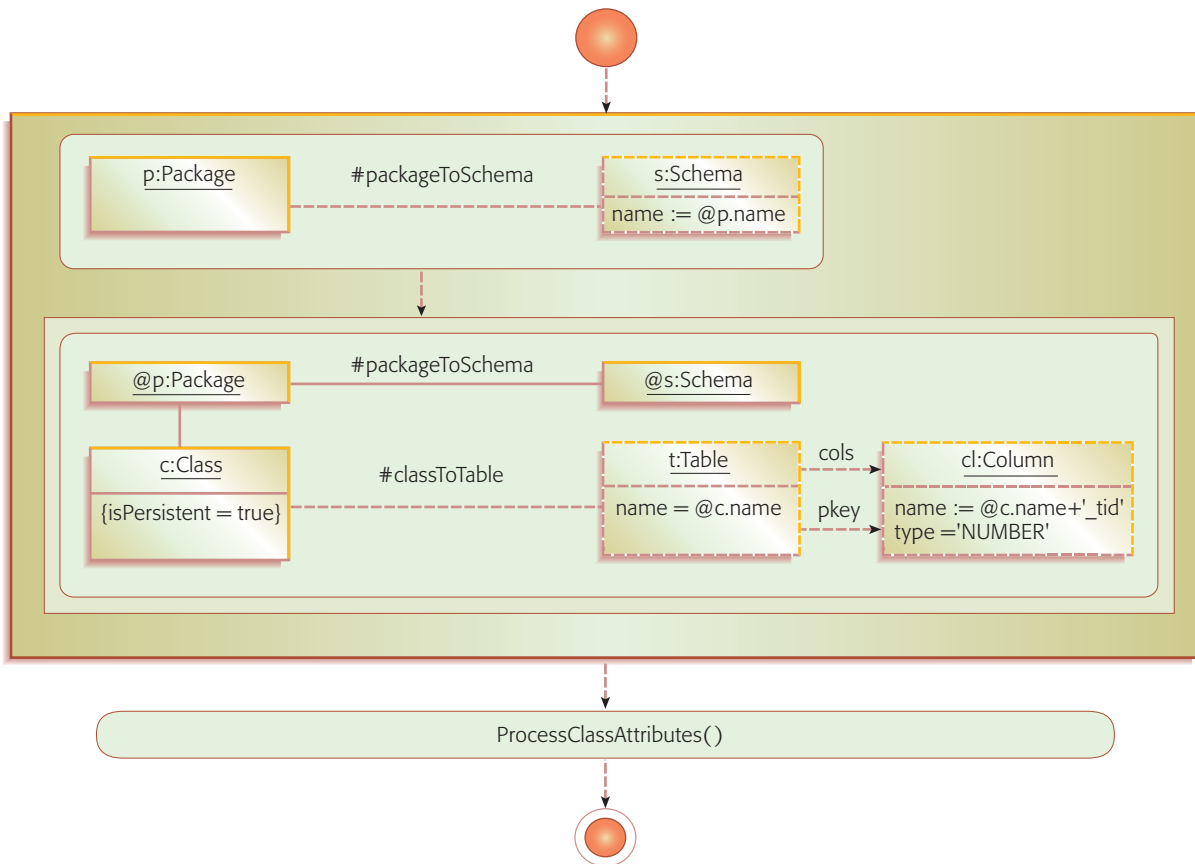 p:Package
#packageToSchema
s:Schema
name := @p.name
@p:Package
#packageToSchema
@s:Schema
c:Class
{isPersistent = true}
#classToTable
t:Table
name = @c.name
cols
pkey
cl:Column
name := @c.name+'_tid'
type ='NUMBER'
ProcessClassAttributes()